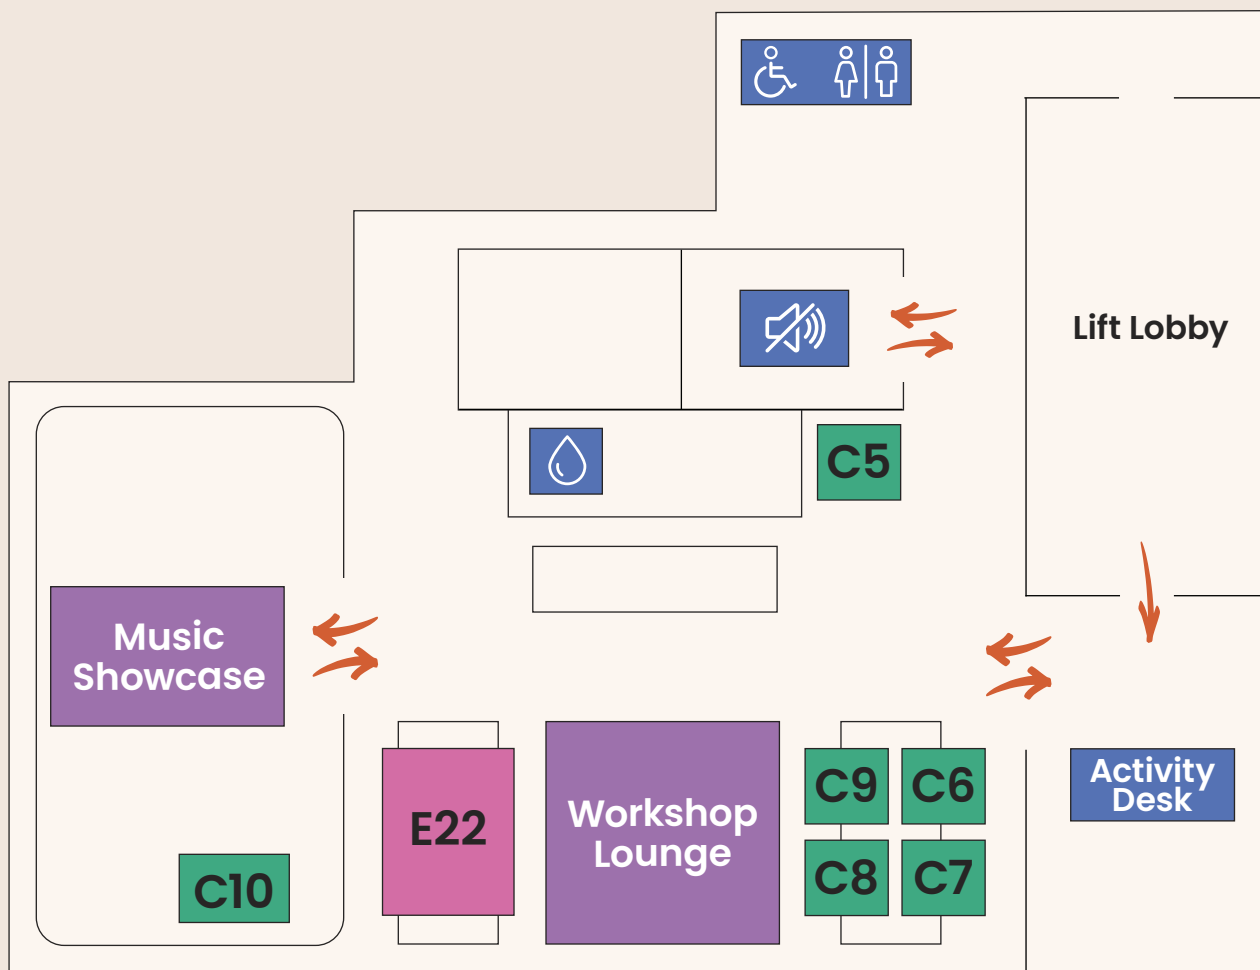 Lift Lobby
C5
Music
Showcase
Activity
Desk
C9
C6
E22
Workshop
Lounge
C8
C7
C10